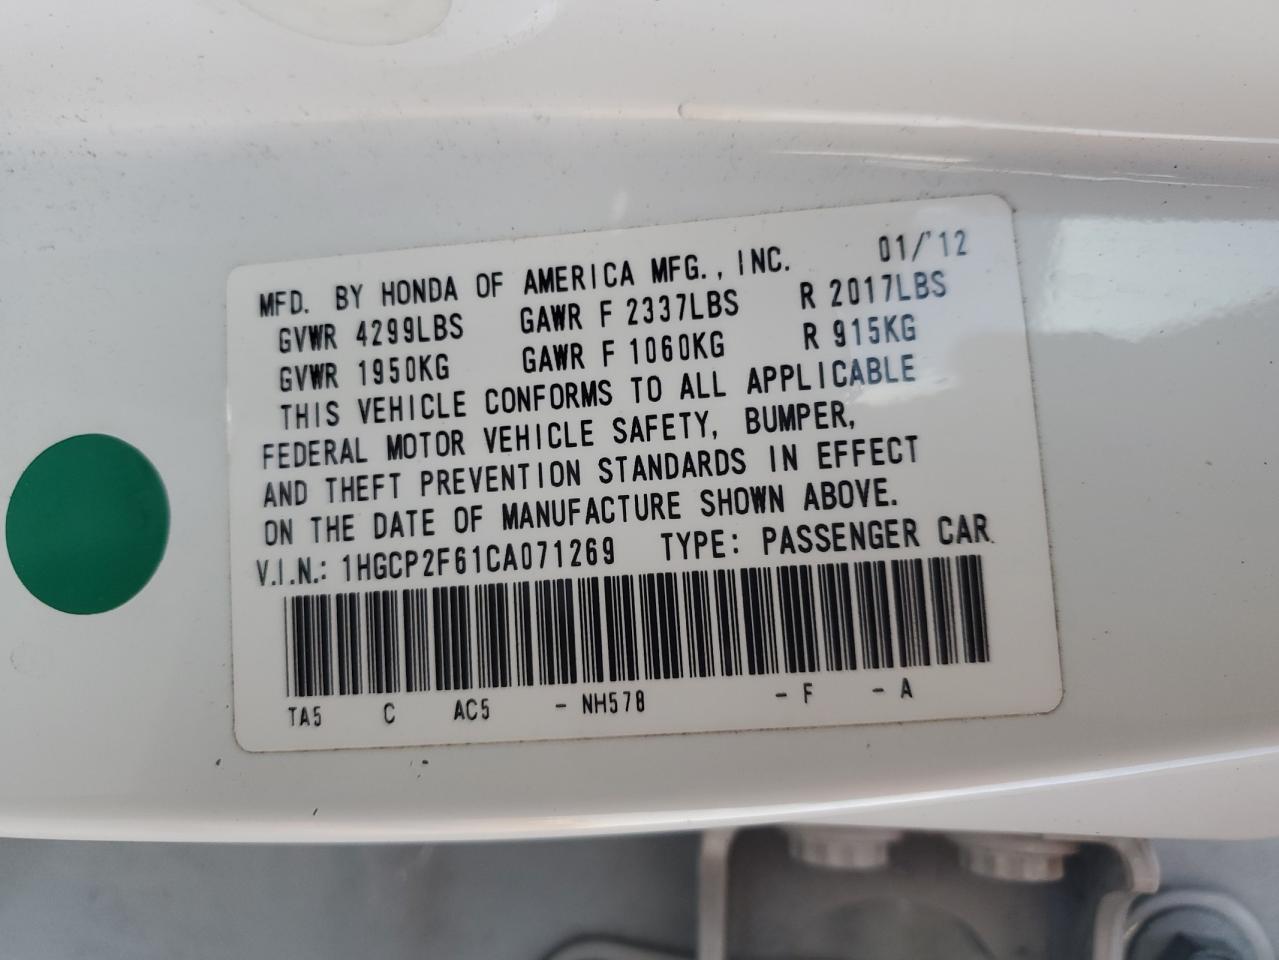 MFD. BY HONDA OF AMERICA MFG., INC. 01/'12
GVWR 4299LBS GAWR F 2337LBS R 2017LBS
GVWR 1950KG GAWR F 1060KG R 915KG
THIS VEHICLE CONFORMS TO ALL APPLICABLE
FEDERAL MOTOR VEHICLE SAFETY, BUMPER,
AND THEFT PREVENTION STANDARDS IN EFFECT
ON THE DATE OF MANUFACTURE SHOWN ABOVE.
V.I.N.: 1HGCP2F61CA071269 TYPE: PASSENGER CAR
TA5 C AC5 - NH578 - F - A